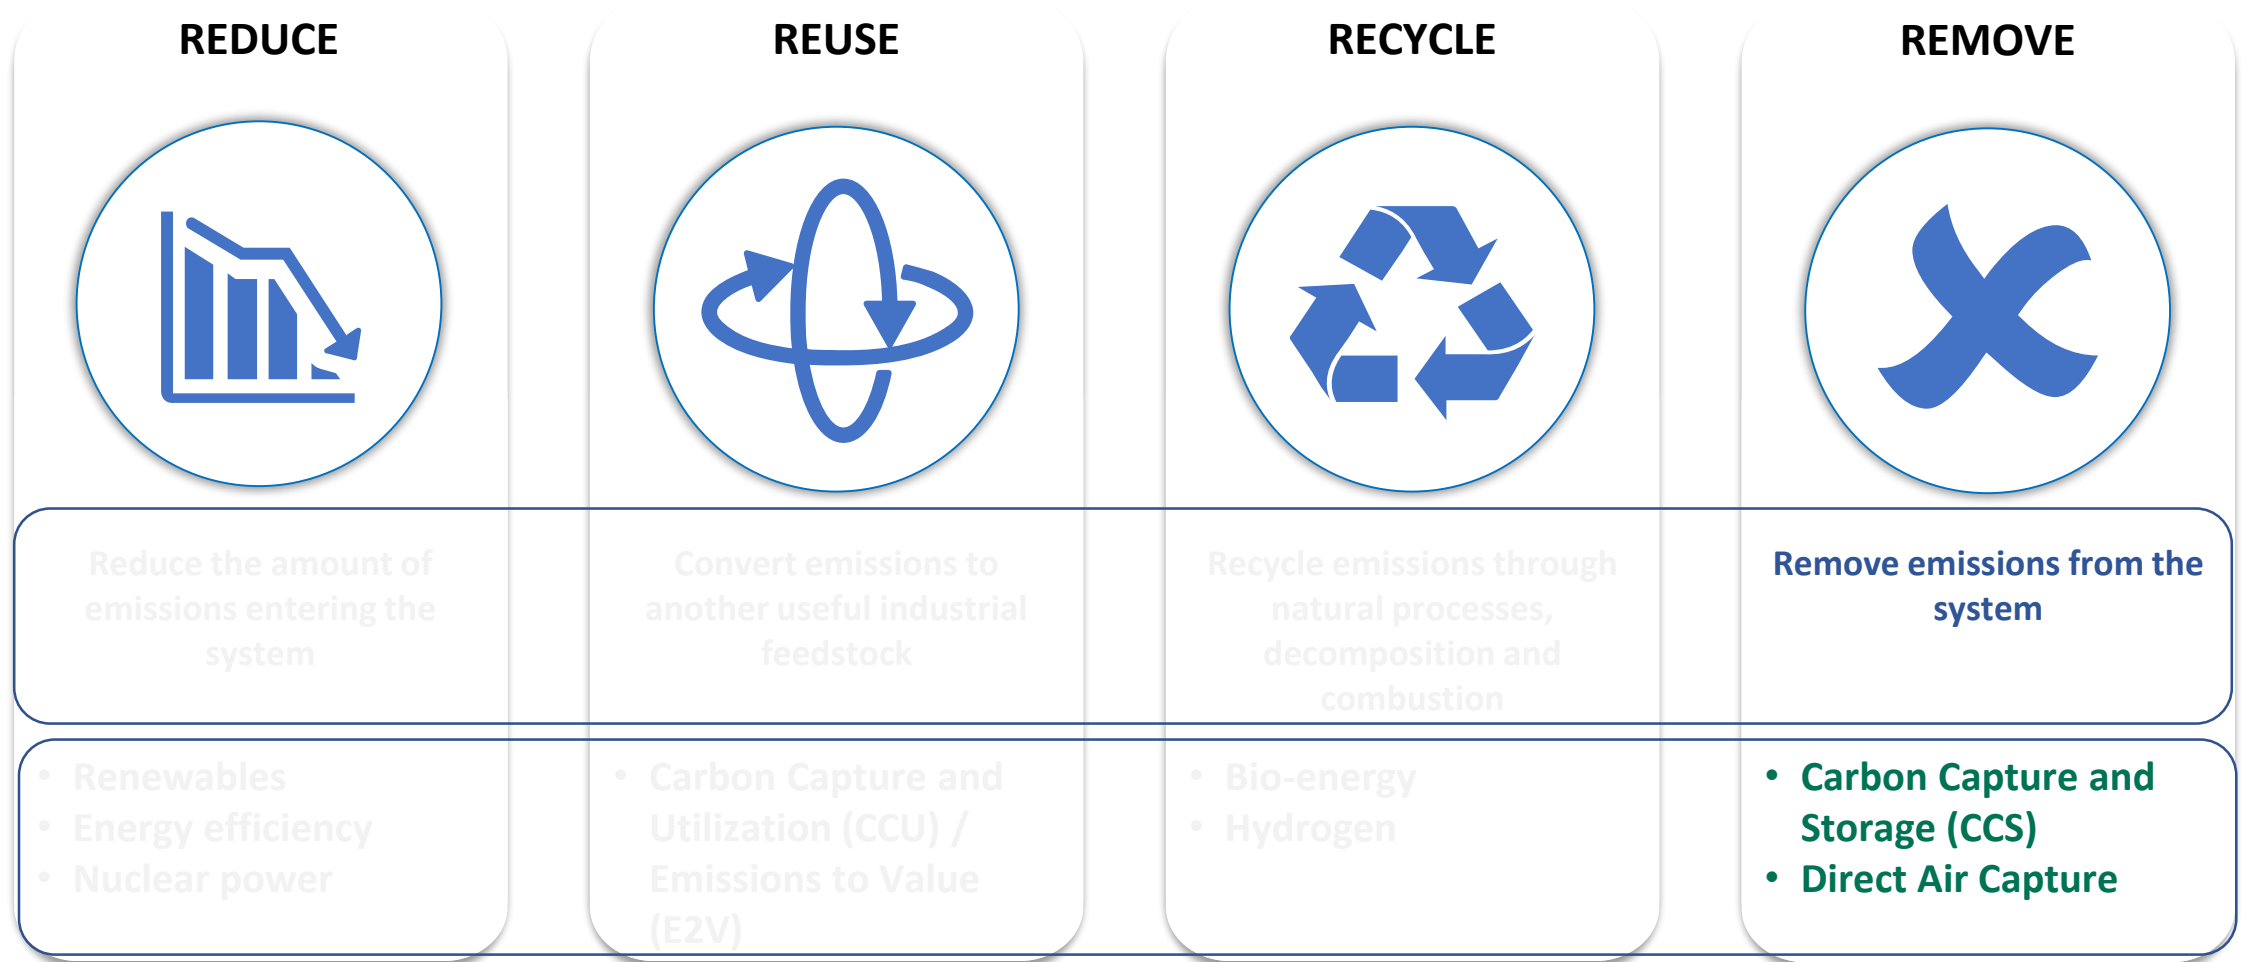 REDUCE
REUSE
RECYCLE
REMOVE
Reduce the amount of
emissions entering the
system
Convert emissions to
another useful industrial
feedstock
Recycle emissions through
natural processes,
decomposition and
combustion
Remove emissions from the
system
• Renewables
• Energy efficiency
• Nuclear power
• Carbon Capture and
Utilization (CCU) /
Emissions to Value
(E2V)
• Bio-energy
• Hydrogen
• Carbon Capture and
Storage (CCS)
• Direct Air Capture